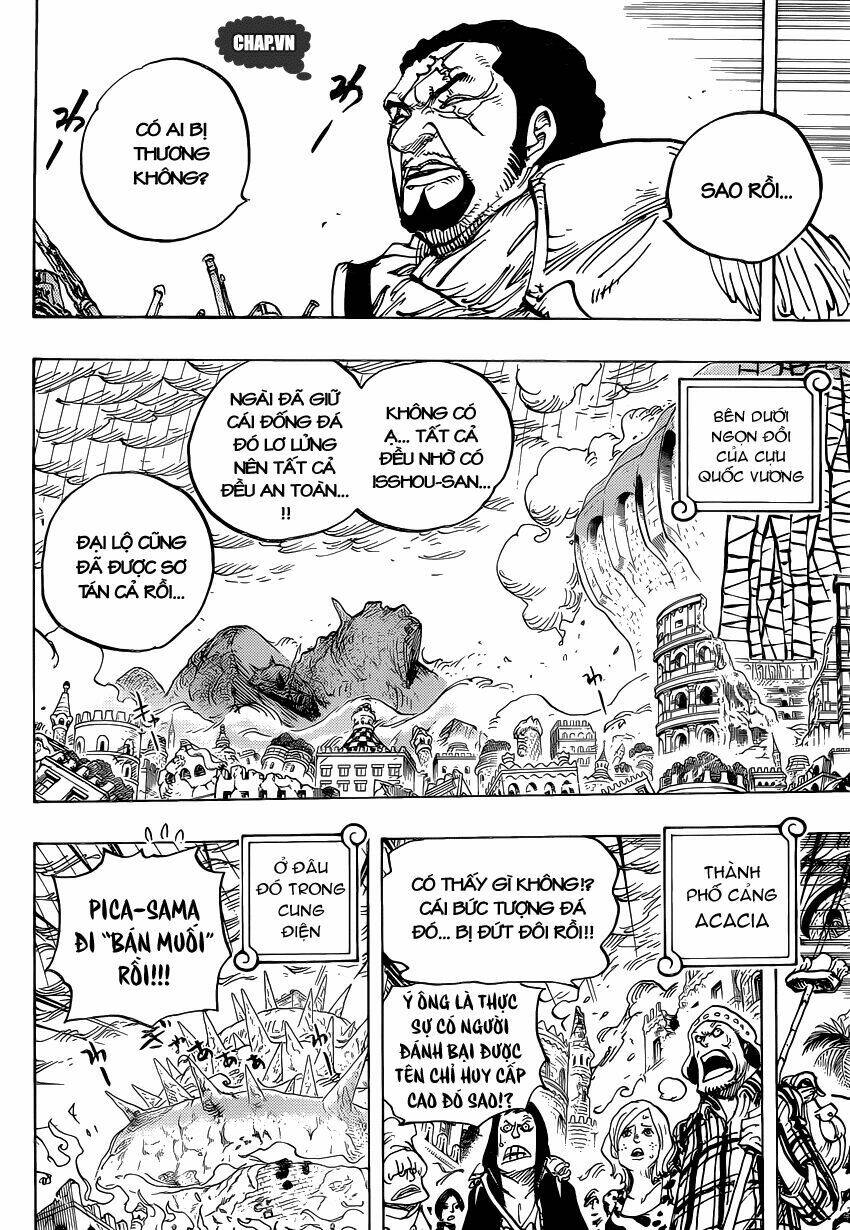 CHAP.VN
SAO RỒI...
CÓ AI BỊ
THƯƠNG
KHÔNG?
BÊN DƯỚI
NGỌN ĐỒI
CỦA CỰU
QUỐC VƯƠNG
KHÔNG CÓ
Ạ... TẤT CẢ
ĐỀU NHỜ CÓ
ISSHOU-SAN...
NGÀI ĐÃ GIỮ
CÁI ĐỐNG ĐÁ
ĐÓ LƠ LỬNG
NÊN TẤT CẢ
ĐỀU AN TOÀN...
!!
ĐẠI LỘ CŨNG
ĐÃ ĐƯỢC SƠ
TÁN CẢ RỒI...
THÀNH
PHỐ CẢNG
ACACIA
CÓ THẤY GÌ KHÔNG!?
CÁI BỨC TƯỢNG ĐÁ
ĐÓ... BỊ ĐỨT ĐÔI RỒI!!
Ý ÔNG LÀ THỰC
SỰ CÓ NGƯỜI
ĐÁNH BẠI ĐƯỢC
TÊN CHỈ HUY CẤP
CAO ĐÓ SAO!?
Ở ĐÂU
ĐÓ TRONG
CUNG
ĐIỆN
PICA-SAMA
ĐI "BÁN MUỐI"
RỒI!!!